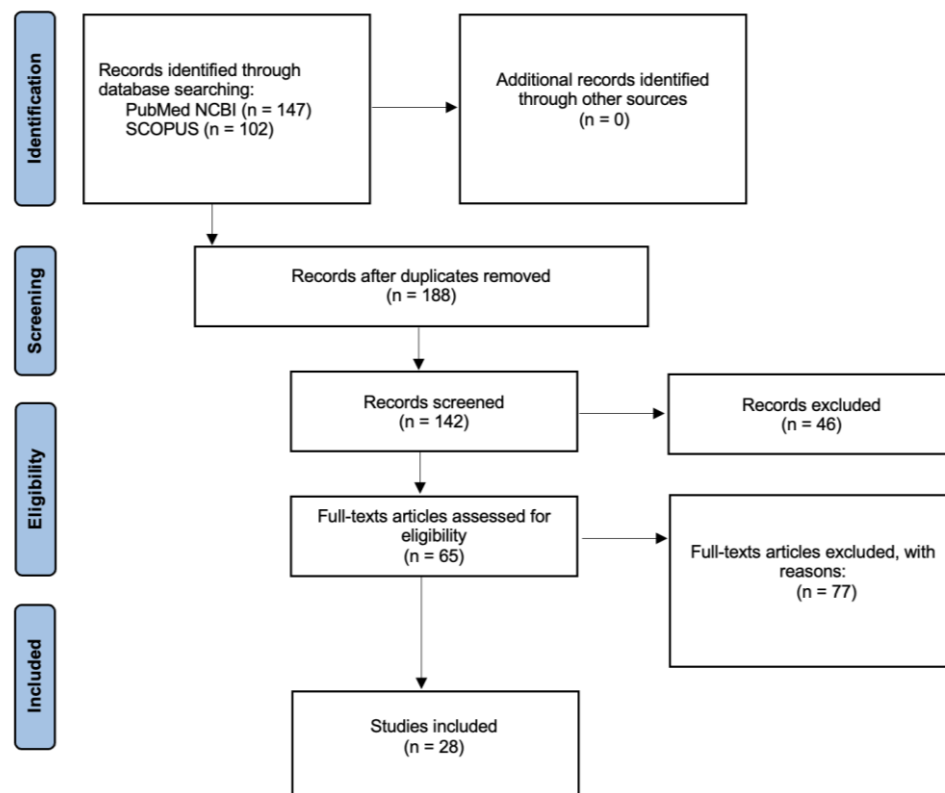 Identification
Records identified through
database searching:
PubMed NCBI (n = 147)
SCOPUS (n = 102)
Additional records identified
through other sources
(n = 0)
Screening
Records after duplicates removed
(n = 188)
Records screened
(n = 142)
Records excluded
(n = 46)
Eligibility
Full-texts articles assessed for
eligibility
(n = 65)
Full-texts articles excluded, with
reasons:
(n = 77)
Included
Studies included
(n = 28)